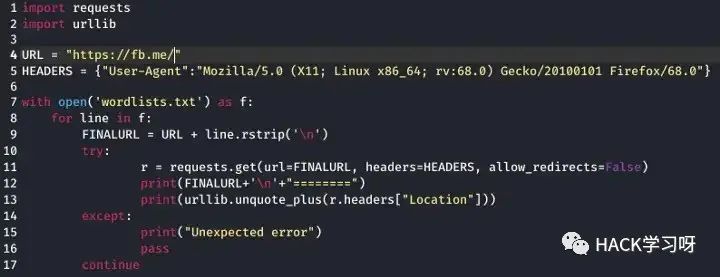 1 import requests
2 import urllib
3
4 URL = "https://fb.me/"
5 HEADERS = {"User-Agent":"Mozilla/5.0 (X11; Linux x86_64; rv:68.0) Gecko/20100101 Firefox/68.0"}
6
7 with open('wordlists.txt') as f:
8     for line in f:
9         FINALURL = URL + line.rstrip('\n')
10         try:
11                 r = requests.get(url=FINALURL, headers=HEADERS, allow_redirects=False)
12                 print(FINALURL+'\n'+"========")
13                 print(urllib.unquote_plus(r.headers["Location"]))
14         except:
15                 print("Unexpected error")
16                 pass
17         continue
HACK学习呀